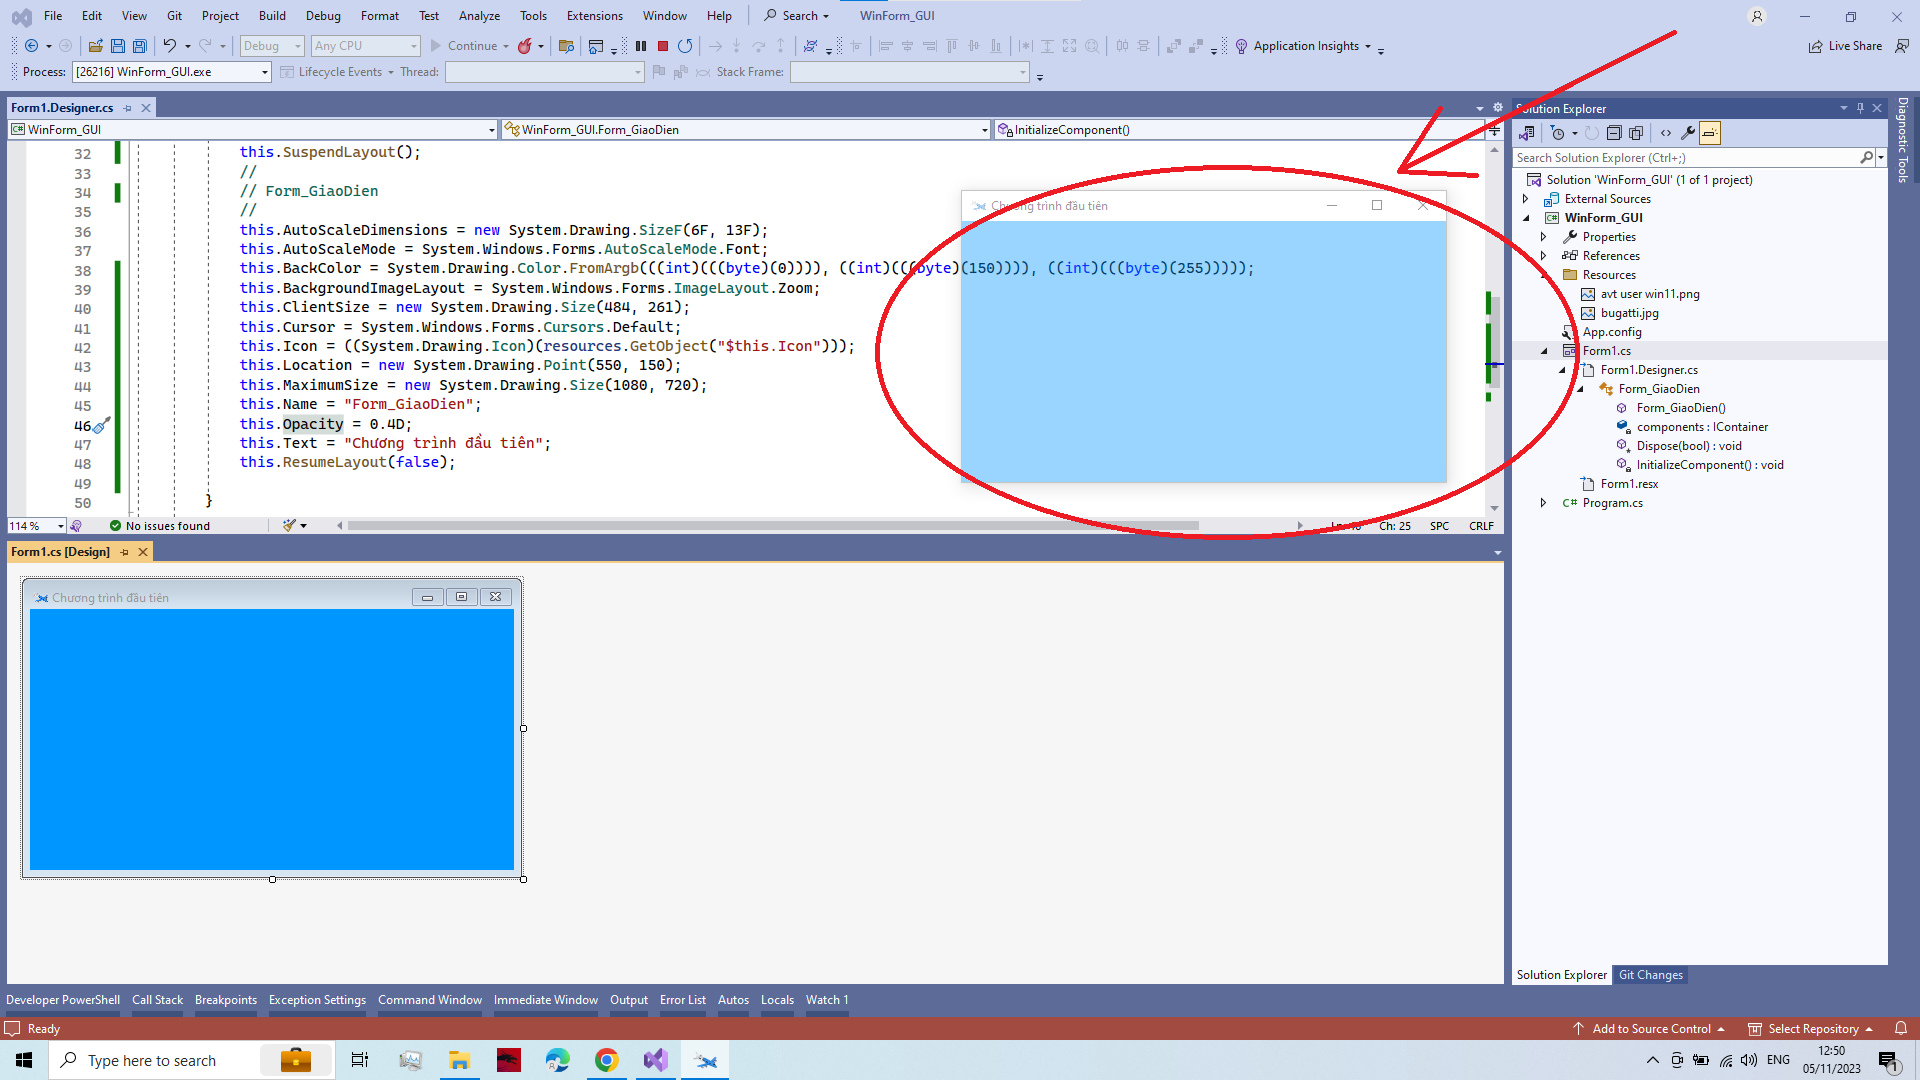 File Edit View Git Project Build Debug Format Test Analyze Tools Extensions Window Help Search WinForm_GUI
Debug Any CPU Continue Application Insights Live Share
Process: [26216] WinForm_GUI.exe Lifecycle Events Thread: Stack Frame:
Form1.Designer.cs
WinForm_GUI WinForm_GUI.Form_GiaoDien InitializeComponent()
32 this.SuspendLayout();
33 //
34 // Form_GiaoDien
35 //
36 this.AutoScaleDimensions = new System.Drawing.SizeF(6F, 13F);
37 this.AutoScaleMode = System.Windows.Forms.AutoScaleMode.Font;
38 this.BackColor = System.Drawing.Color.FromArgb(((int)(((byte)(0)))), ((int)(((byte)(150)))), ((int)(((byte)(255)))));
39 this.BackgroundImageLayout = System.Windows.Forms.ImageLayout.Zoom;
40 this.ClientSize = new System.Drawing.Size(484, 261);
41 this.Cursor = System.Windows.Forms.Cursors.Default;
42 this.Icon = ((System.Drawing.Icon)(resources.GetObject("$this.Icon")));
43 this.Location = new System.Drawing.Point(550, 150);
44 this.MaximumSize = new System.Drawing.Size(1080, 720);
45 this.Name = "Form_GiaoDien";
46 this.Opacity = 0.4D;
47 this.Text = "Chương trình đầu tiên";
48 this.ResumeLayout(false);
49
50 }
Chương trình đầu tiên
114 % No issues found Ch: 25 SPC CRLF
Form1.cs [Design]
Chương trình đầu tiên
Solution Explorer
Search Solution Explorer (Ctrl+;)
Solution 'WinForm_GUI' (1 of 1 project)
External Sources
WinForm_GUI
Properties
References
Resources
avt user win11.png
bugatti.jpg
App.config
Form1.cs
Form1.Designer.cs
Form_GiaoDien
Form_GiaoDien()
components : IContainer
Dispose(bool) : void
InitializeComponent() : void
Form1.resx
C# Program.cs
Solution Explorer Git Changes
Diagnostic Tools
Developer PowerShell Call Stack Breakpoints Exception Settings Command Window Immediate Window Output Error List Autos Locals Watch 1
Ready Add to Source Control Select Repository
Type here to search ENG 12:50
05/11/2023
1